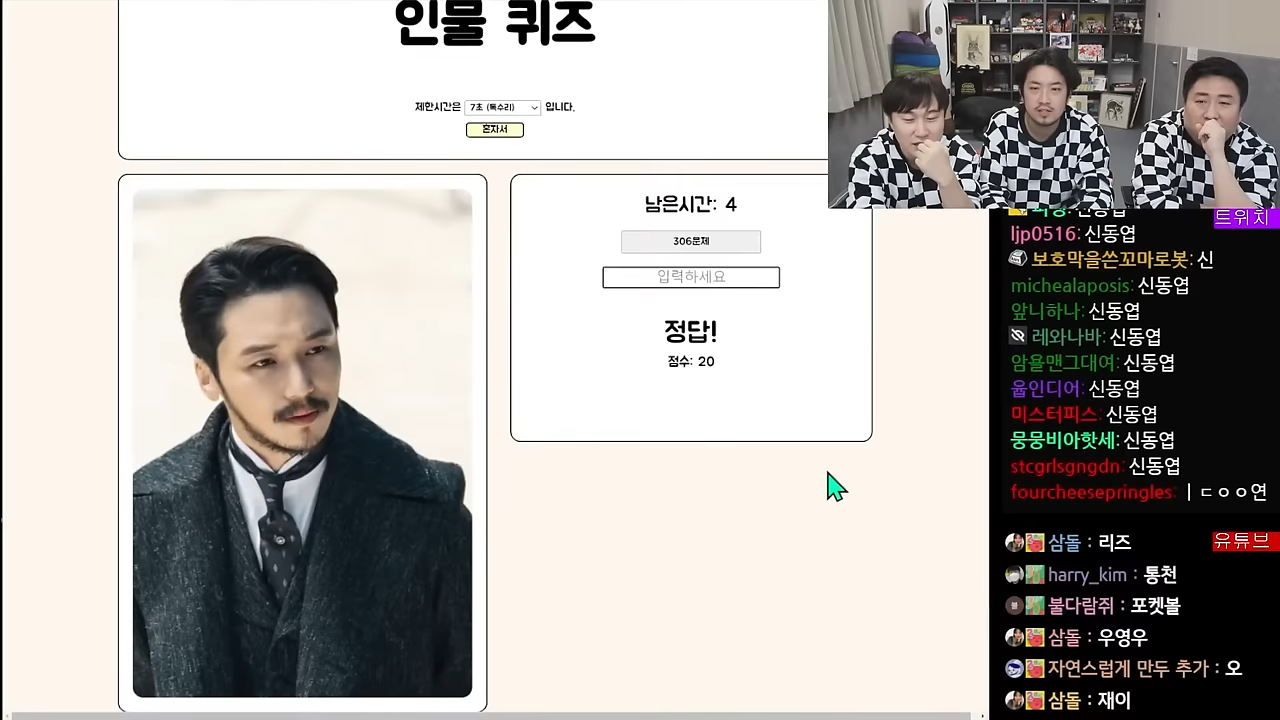 인물 퀴즈
제한시간은 7초 (독수리) 입니다.
혼자서
남은시간: 4
306문제
입력하세요
정답!
점수: 20
트위치
ljp0516: 신동엽
보호막을쓴꼬마로봇: 신
michealaposis: 신동엽
앞니하나: 신동엽
레와나바: 신동엽
암욜맨그대여: 신동엽
윱인디어: 신동엽
미스터피스: 신동엽
뭉뭉비아핫세: 신동엽
stcgrlsgngdn: 신동엽
fourcheesepringles: ㅣㄷㅇㅇ연
유튜브
삼돌 : 리즈
harry_kim : 통천
불다람쥐 : 포켓볼
삼돌 : 우영우
자연스럽게 만두 추가 : 오
삼돌 : 재이